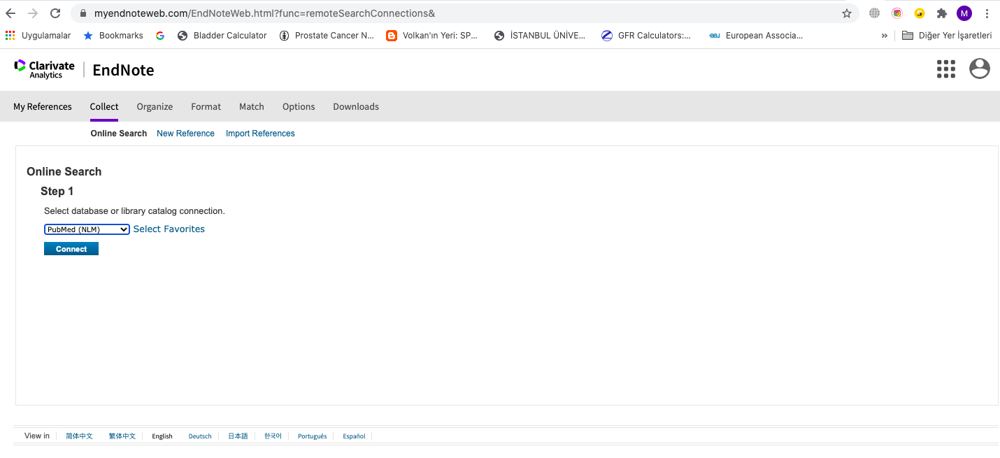 myendnoteweb.com/EndNoteWeb.html?func=remoteSearchConnections&
M
Uygulamalar Bookmarks G Bladder Calculator Prostate Cancer N... Volkan'ın Yeri: SP... İSTANBUL ÜNİVE... GFR Calculators:... eau European Associa... » Diğer Yer İşaretleri
Clarivate
Analytics
EndNote
My References Collect Organize Format Match Options Downloads
Online Search New Reference Import References
Online Search
Step 1
Select database or library catalog connection.
PubMed (NLM) Select Favorites
Connect
View in 简体中文 繁体中文 English Deutsch 日本語 한국어 Português Español